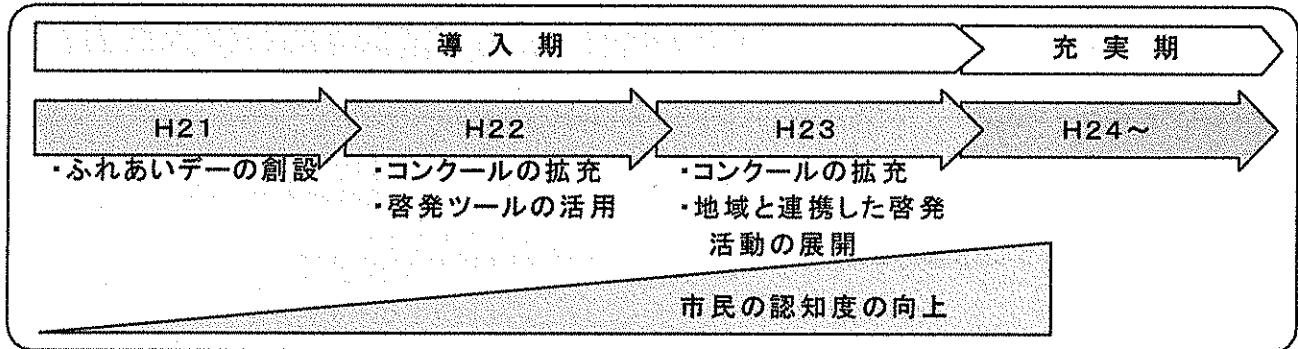 導入期
充実期
H21
H22
H23
H24～
・ふれあいデーの創設
・コンクールの拡充
・啓発ツールの活用
・コンクールの拡充
・地域と連携した啓発
活動の展開
市民の認知度の向上